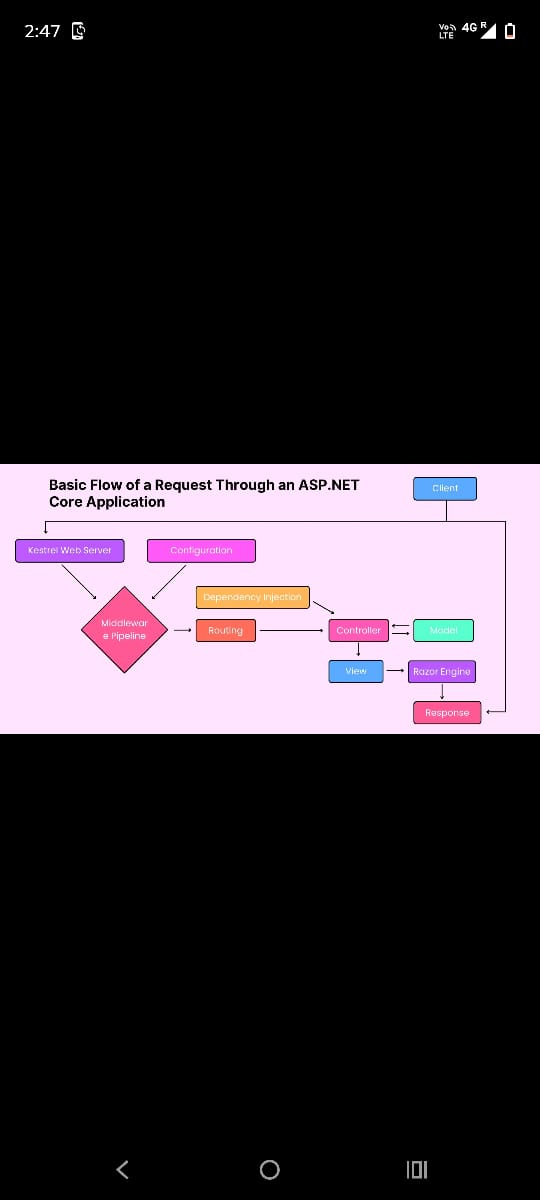 2:47
Vo
LTE
4G R
Basic Flow of a Request Through an ASP.NET
Core Application
Client
Kestrel Web Server
Configuration
Dependency Injection
Middlewar
e Pipeline
Routing
Controller
Model
View
Razor Engine
Response